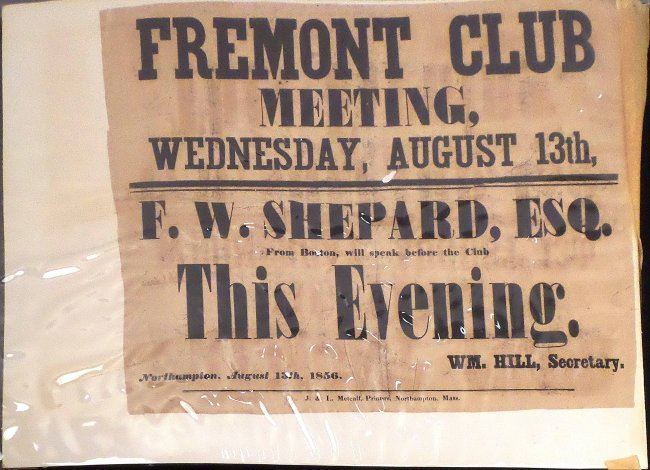 FREMONT CLUB
MEETING,
WEDNESDAY, AUGUST 13th,
F. W. SHEPARD, ESQ.
From Boston, will speak before the Club
This Evening.
WM. HILL, Secretary.
Northampton, August 13th, 1856.
J. & L. Metcalf, Printers, Northampton, Mass.